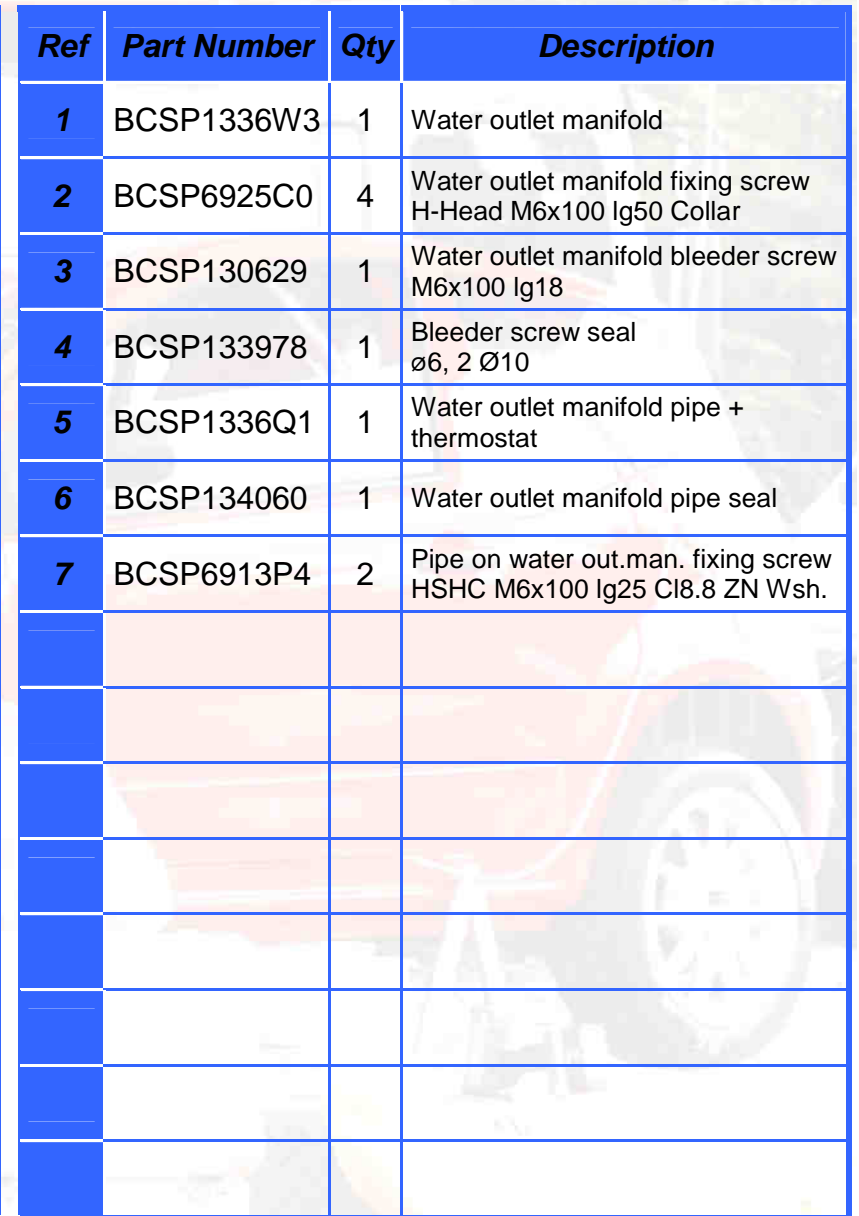 Ref Part Number Qty Description
1 BCSP1336W3 1 Water outlet manifold
2 BCSP6925C0 4 Water outlet manifold fixing screw
H-Head M6x100 lg50 Collar
3 BCSP130629 1 Water outlet manifold bleeder screw
M6x100 lg18
4 BCSP133978 1 Bleeder screw seal
ø6, 2 Ø10
5 BCSP1336Q1 1 Water outlet manifold pipe +
thermostat
6 BCSP134060 1 Water outlet manifold pipe seal
7 BCSP6913P4 2 Pipe on water out.man. fixing screw
HSHC M6x100 lg25 Cl8.8 ZN Wsh.